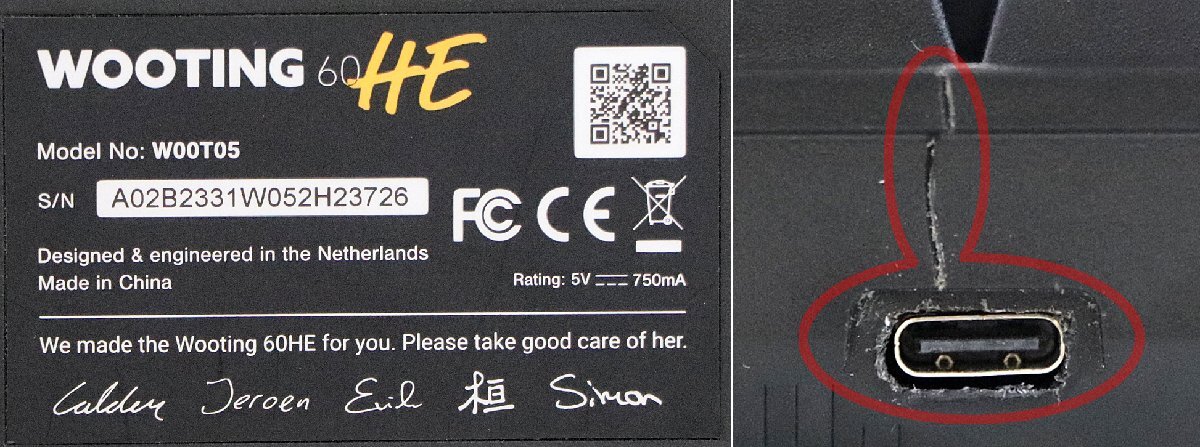 WOOTING 60HE
Model No: W00T05
S/N A02B2331W052H23726
FC CE
Designed & engineered in the Netherlands
Made in China
Rating: 5V ⎓ 750mA
We made the Wooting 60HE for you. Please take good care of her.
Calder Jeroen Erik 桓 Simon